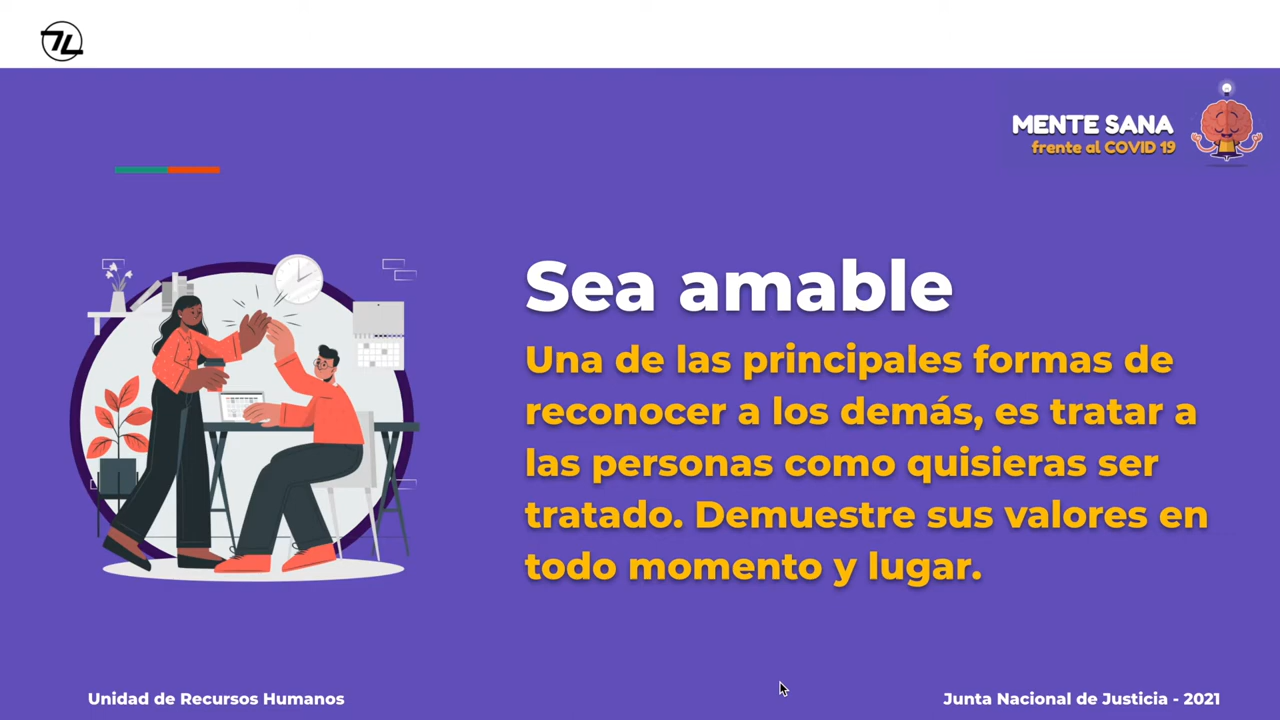 MENTE SANA
frente al COVID 19
Sea amable
Una de las principales formas de
reconocer a los demás, es tratar a
las personas como quisieras ser
tratado. Demuestre sus valores en
todo momento y lugar.
Unidad de Recursos Humanos
Junta Nacional de Justicia - 2021